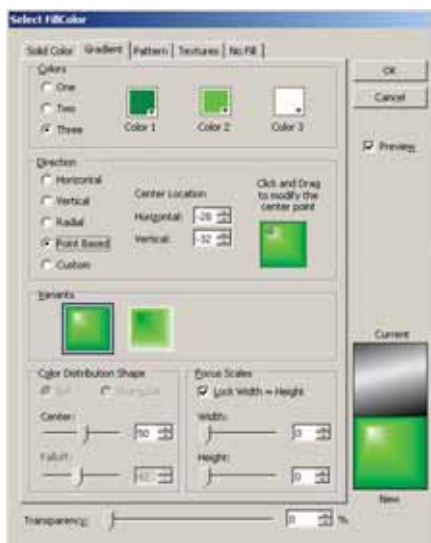 Select FillColor
Solid Color Gradient Pattern Textures No Fill
Colors
One
Two
Three
Color 1 Color 2 Color 3
OK
Cancel
Preview
Direction
Horizontal
Vertical
Radial
Point Based
Custom
Center Location
Horizontal: -28
Vertical: -32
Click and Drag
to modify the
center point
Variants
Color Distribution Shape
Bell
Center: 50
Falloff:
Focus Scales
Lock Width = Height
Width: 0
Height: 0
Current
New
Transparency: 0 %